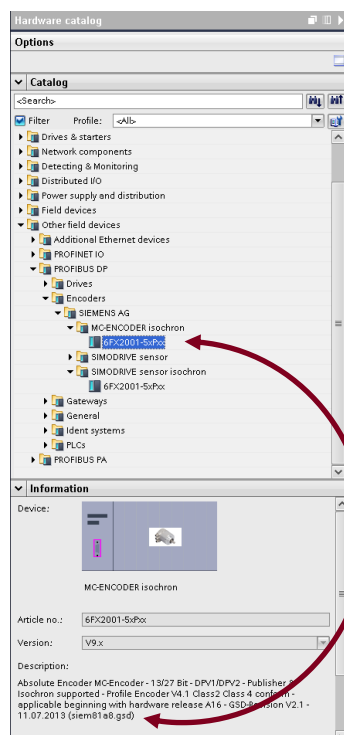 Hardware catalog
Options
Catalog
<Search>
Filter Profile: <All>
Drives & starters
Network components
Detecting & Monitoring
Distributed I/O
Power supply and distribution
Field devices
Other field devices
Additional Ethernet devices
PROFINET IO
PROFIBUS DP
Drives
Encoders
SIEMENS AG
MC-ENCODER isochron
6FX2001-5xPxx
SIMODRIVE sensor
SIMODRIVE sensor isochron
6FX2001-5xPxx
Gateways
General
Ident systems
PLCs
PROFIBUS PA
Information
Device:
MC-ENCODER isochron
Article no.: 6FX2001-5xPxx
Version: V9.x
Description:
Absolute Encoder MC-Encoder - 13/27 Bit - DPV1/DPV2 - Publisher &
Isochron supported - Profile Encoder V4.1 Class2 Class 4 conform -
applicable beginning with hardware release A16 - GSD-Revision V2.1 -
11.07.2013 (siem81a8.gsd)